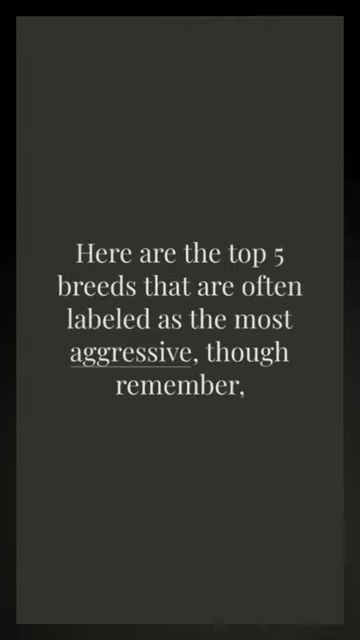 Here are the top 5
breeds that are often
labeled as the most
aggressive, though
remember,